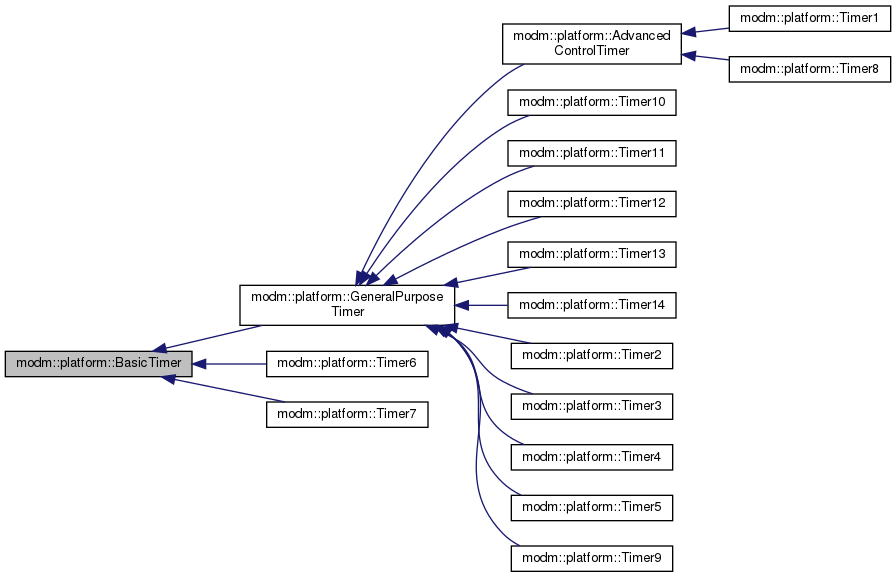 modm::platform::BasicTimer
modm::platform::GeneralPurpose
Timer
modm::platform::Timer6
modm::platform::Timer7
modm::platform::Advanced
ControlTimer
modm::platform::Timer10
modm::platform::Timer11
modm::platform::Timer12
modm::platform::Timer13
modm::platform::Timer14
modm::platform::Timer2
modm::platform::Timer3
modm::platform::Timer4
modm::platform::Timer5
modm::platform::Timer9
modm::platform::Timer1
modm::platform::Timer8